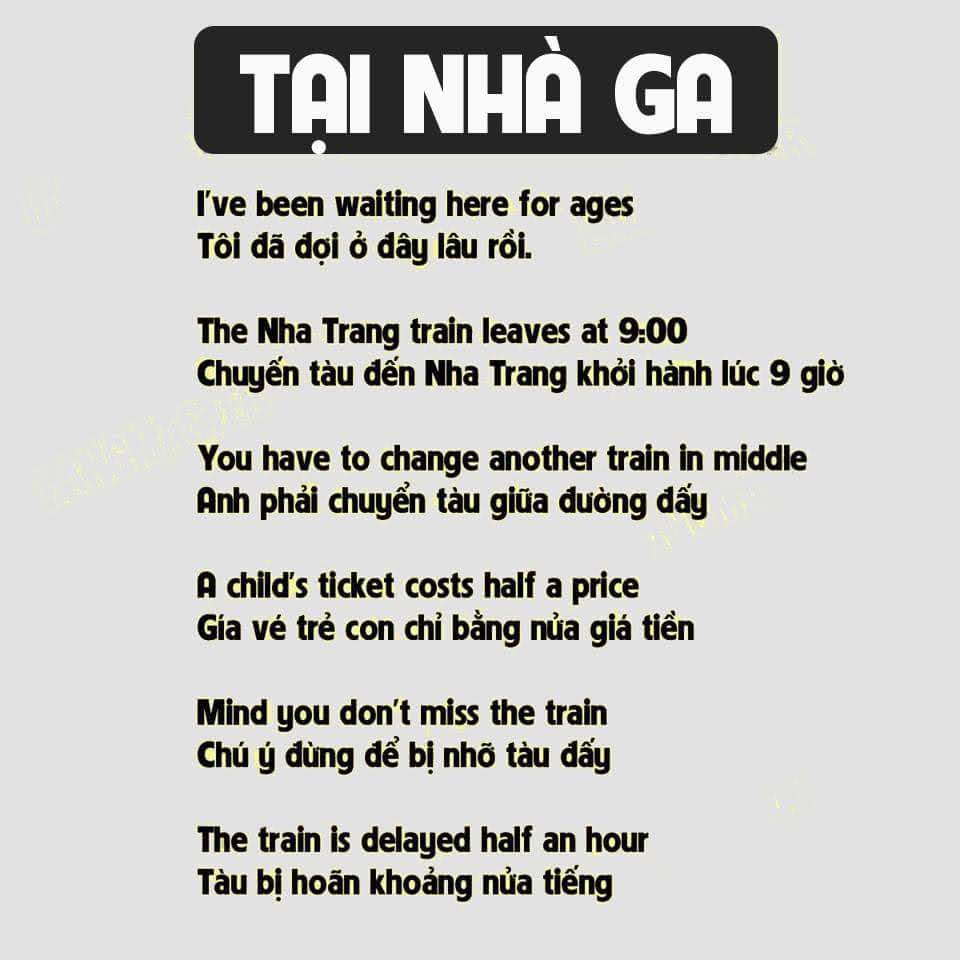 TẠI NHÀ GA
I've been waiting here for ages
Tôi đã đợi ở đây lâu rồi.
The Nha Trang train leaves at 9:00
Chuyến tàu đến Nha Trang khởi hành lúc 9 giờ
You have to change another train in middle
Anh phải chuyển tàu giữa đường đấy
A child's ticket costs half a price
Gía vé trẻ con chỉ bằng nửa giá tiền
Mind you don't miss the train
Chú ý đừng để bị nhõ tàu đấy
The train is delayed half an hour
Tàu bị hoãn khoảng nửa tiếng